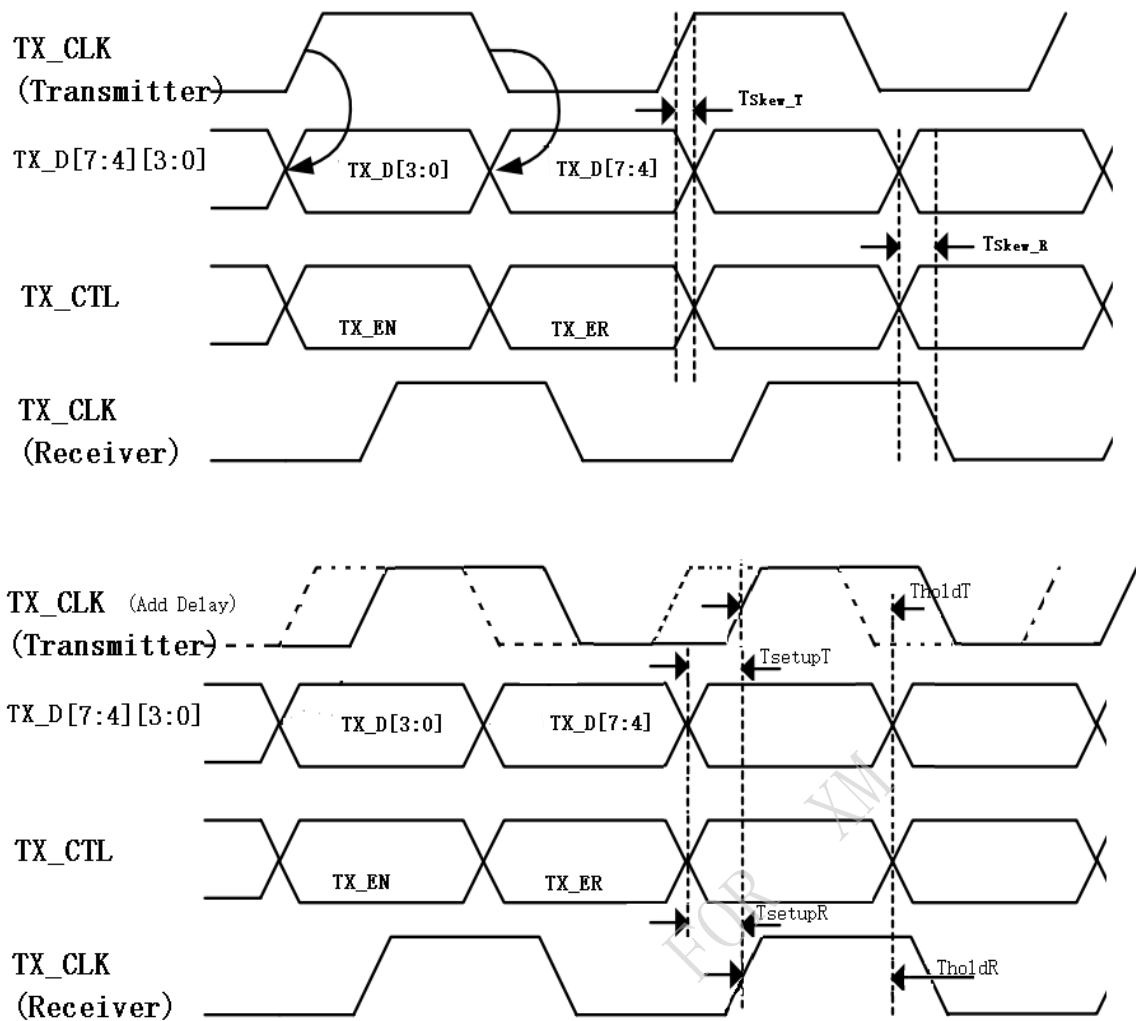 TX_CLK
(Transmitter)
Tskew_T
TX_D[7:4][3:0]
TX_D[3:0]
TX_D[7:4]
Tskew_R
TX_CTL
TX_EN
TX_ER
TX_CLK
(Receiver)
TX_CLK (Add Delay)
(Transmitter)
TholdT
TsetupT
TX_D[7:4][3:0]
TX_D[3:0]
TX_D[7:4]
TX_CTL
TX_EN
TX_ER
TsetupR
TX_CLK
(Receiver)
TholdR
FOR XM